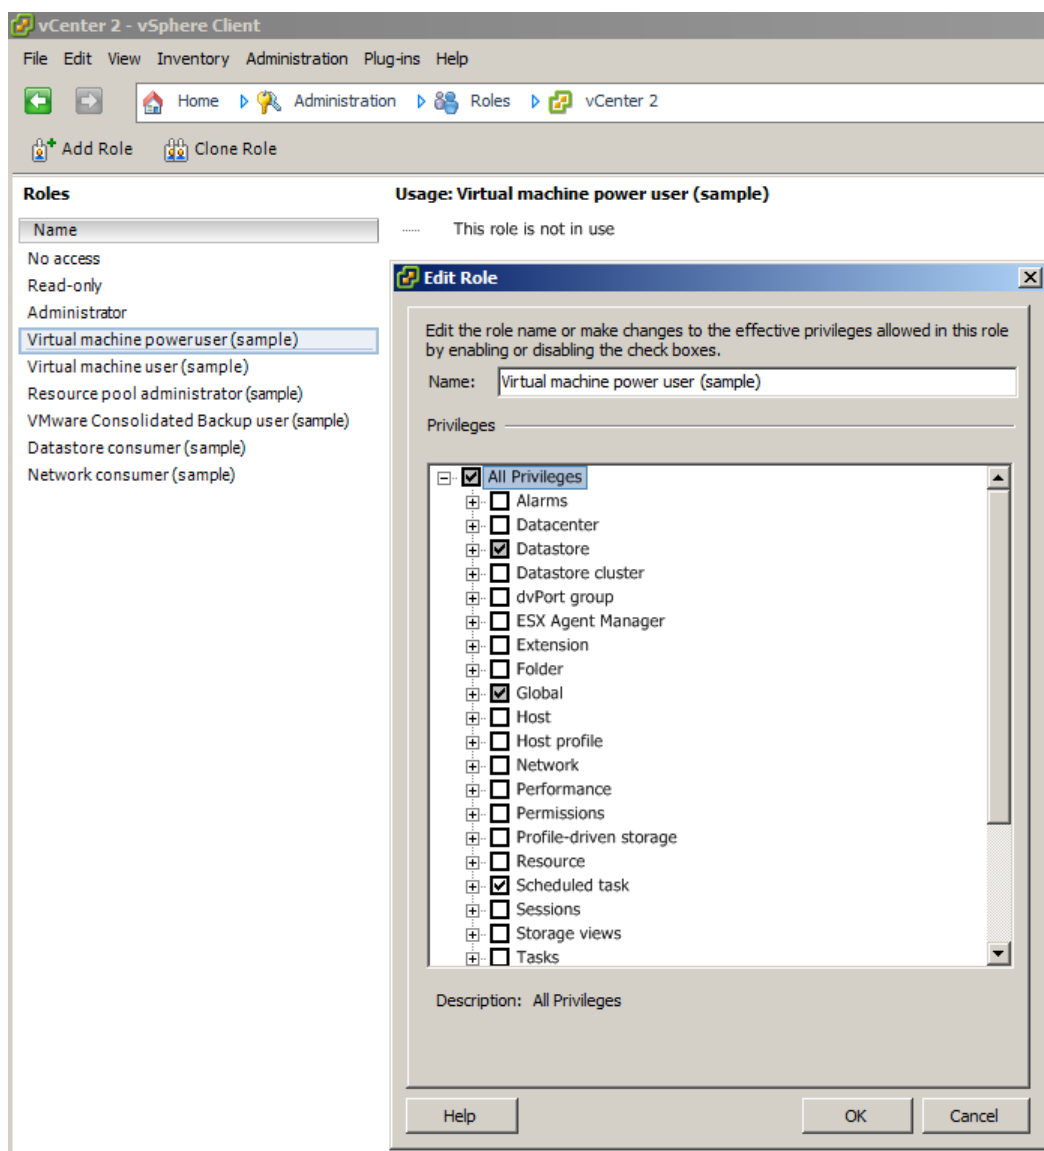 vCenter 2 - vSphere Client
File Edit View Inventory Administration Plug-ins Help
Home Administration Roles vCenter 2
Add Role Clone Role
Roles
Name
No access
Read-only
Administrator
Virtual machine poweruser (sample)
Virtual machine user (sample)
Resource pool administrator (sample)
VMware Consolidated Backup user (sample)
Datastore consumer (sample)
Network consumer (sample)
Usage: Virtual machine power user (sample)
This role is not in use
Edit Role
Edit the role name or make changes to the effective privileges allowed in this role
by enabling or disabling the check boxes.
Name: Virtual machine power user (sample)
Privileges
All Privileges
Alarms
Datacenter
Datastore
Datastore cluster
dvPort group
ESX Agent Manager
Extension
Folder
Global
Host
Host profile
Network
Performance
Permissions
Profile-driven storage
Resource
Scheduled task
Sessions
Storage views
Tasks
Description: All Privileges
Help OK Cancel